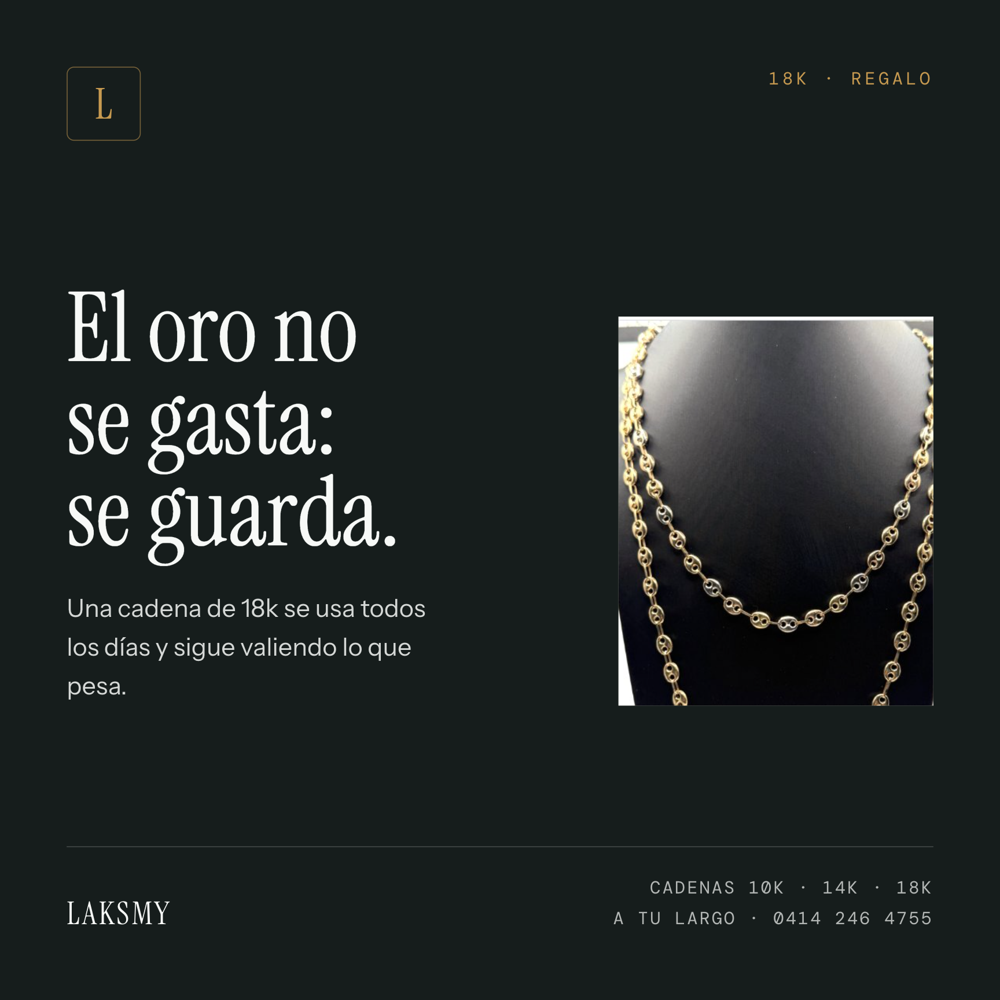 L
18K · REGALO
El oro no
se gasta:
se guarda.
Una cadena de 18k se usa todos
los días y sigue valiendo lo que
pesa.
LAKSMY
CADENAS 10K · 14K · 18K
A TU LARGO · 0414 246 4755